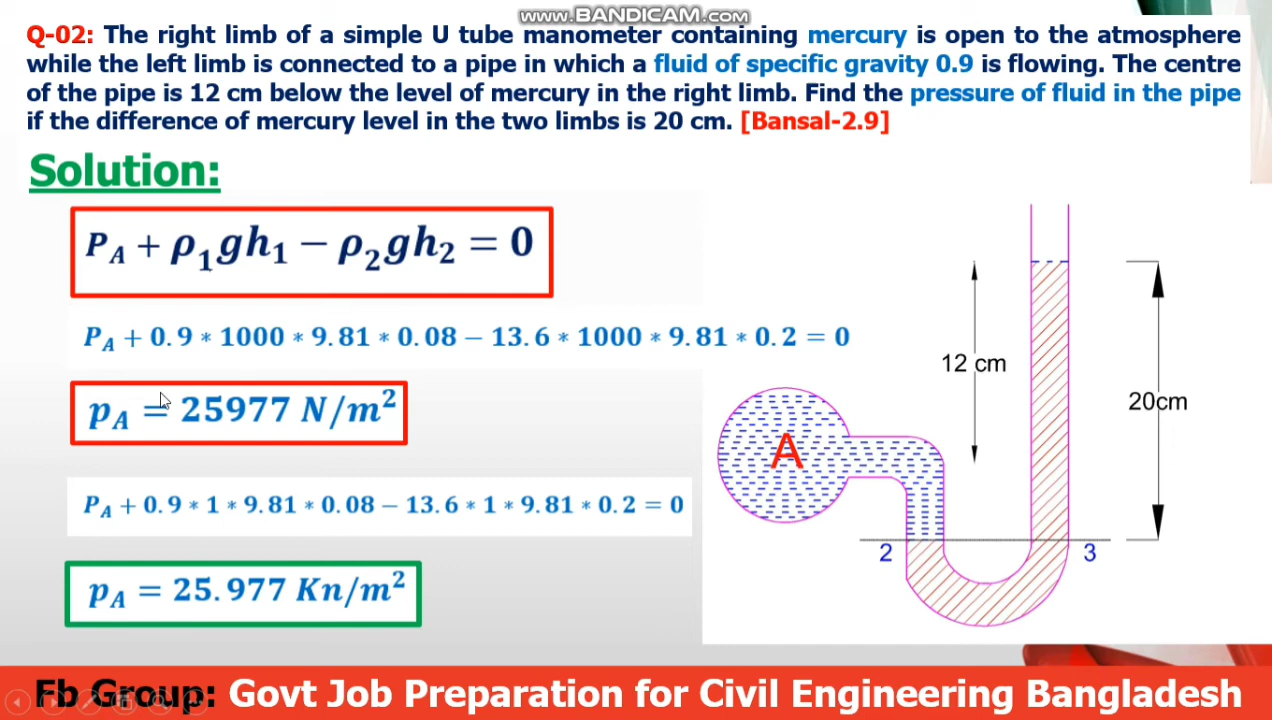 www.BANDICAM.com
Q-02: The right limb of a simple U tube manometer containing mercury is open to the atmosphere
while the left limb is connected to a pipe in which a fluid of specific gravity 0.9 is flowing. The centre
of the pipe is 12 cm below the level of mercury in the right limb. Find the pressure of fluid in the pipe
if the difference of mercury level in the two limbs is 20 cm. [Bansal-2.9]
Solution:
P_A + ρ₁gh₁ − ρ₂gh₂ = 0
P_A + 0.9 * 1000 * 9.81 * 0.08 − 13.6 * 1000 * 9.81 * 0.2 = 0
p_A = 25977 N/m²
P_A + 0.9 * 1 * 9.81 * 0.08 − 13.6 * 1 * 9.81 * 0.2 = 0
p_A = 25.977 Kn/m²
12 cm
20cm
A
2
3
Fb Group: Govt Job Preparation for Civil Engineering Bangladesh